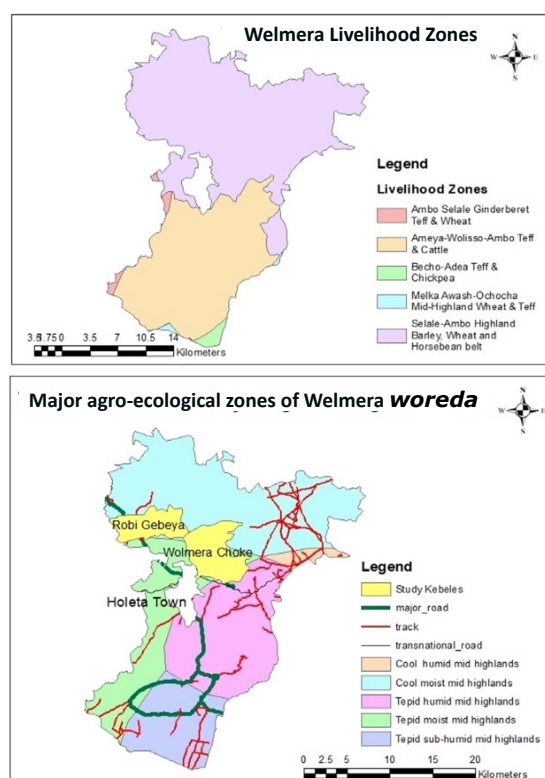 Welmera Livelihood Zones
N
W E
S
Legend
Livelihood Zones
Ambo Selale Ginderberet
Teff & Wheat
Ameya-Wolisso-Ambo Teff
& Cattle
Becho-Adea Teff &
Chickpea
Melka Awash-Ochocha
Mid-Highland Wheat & Teff
Selale-Ambo Highland
Barley, Wheat and
Horsebean belt
3.5 1.75 0 3.5 7 10.5 14
Kilometers
Major agro-ecological zones of Welmera woreda
N
W E
S
Robi Gebeya
Wolmera Choke
Holeta Town
Legend
Study Kebeles
major_road
track
transnational_road
Cool humid mid highlands
Cool moist mid highlands
Tepid humid mid highlands
Tepid moist mid highlands
Tepid sub-humid mid highlands
0 2.5 5 10 15 20
Kilometers